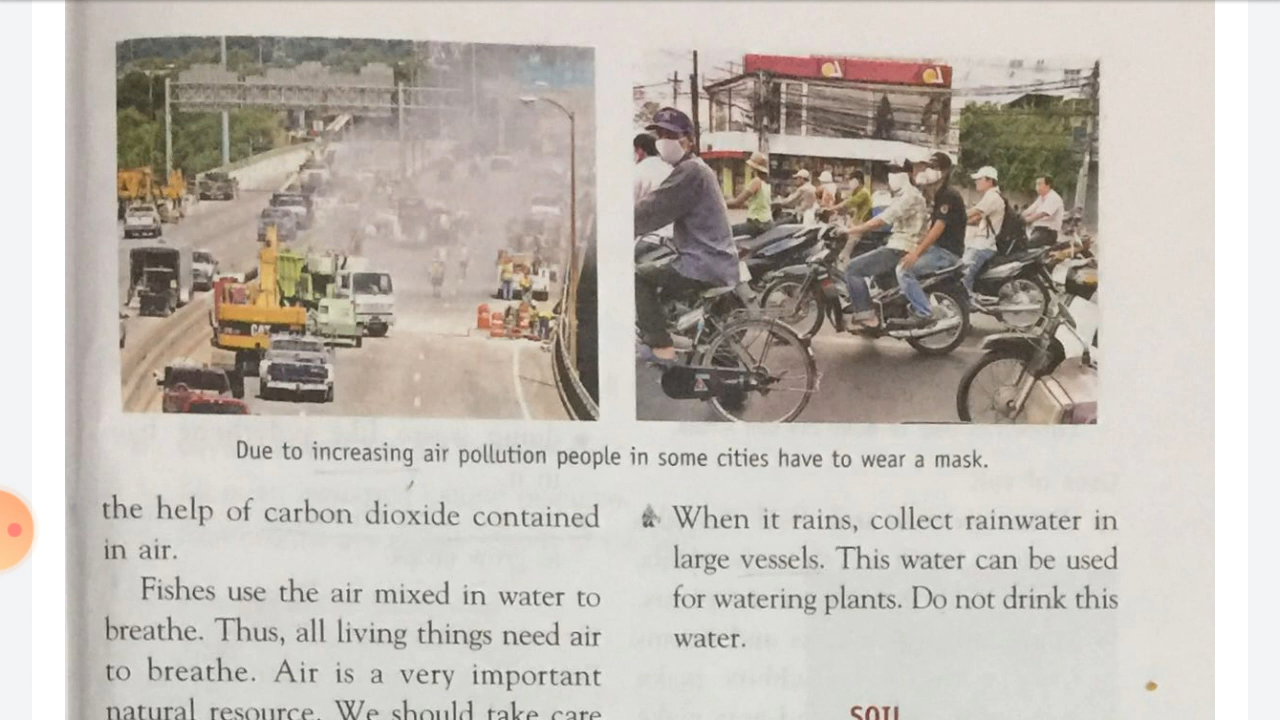 CAT
Due to increasing air pollution people in some cities have to wear a mask.
the help of carbon dioxide contained
in air.
Fishes use the air mixed in water to
breathe. Thus, all living things need air
to breathe. Air is a very important
natural resource. We should take care
When it rains, collect rainwater in
large vessels. This water can be used
for watering plants. Do not drink this
water.
SOIL